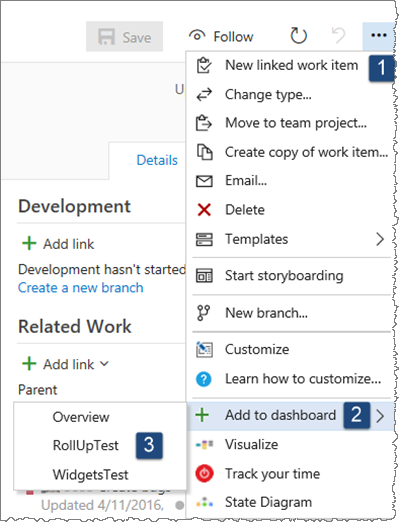 Save
Follow
...
1
U
New linked work item
Change type...
Move to team project...
Create copy of work item...
Email...
Delete
Templates
Start storyboarding
New branch...
Customize
Learn how to customize...
Add to dashboard
2
Visualize
Track your time
State Diagram
Details
Development
Add link
Development hasn't started
Create a new branch
Related Work
Add link
Parent
Overview
RollUpTest
3
WidgetsTest
Updated 4/11/2016,